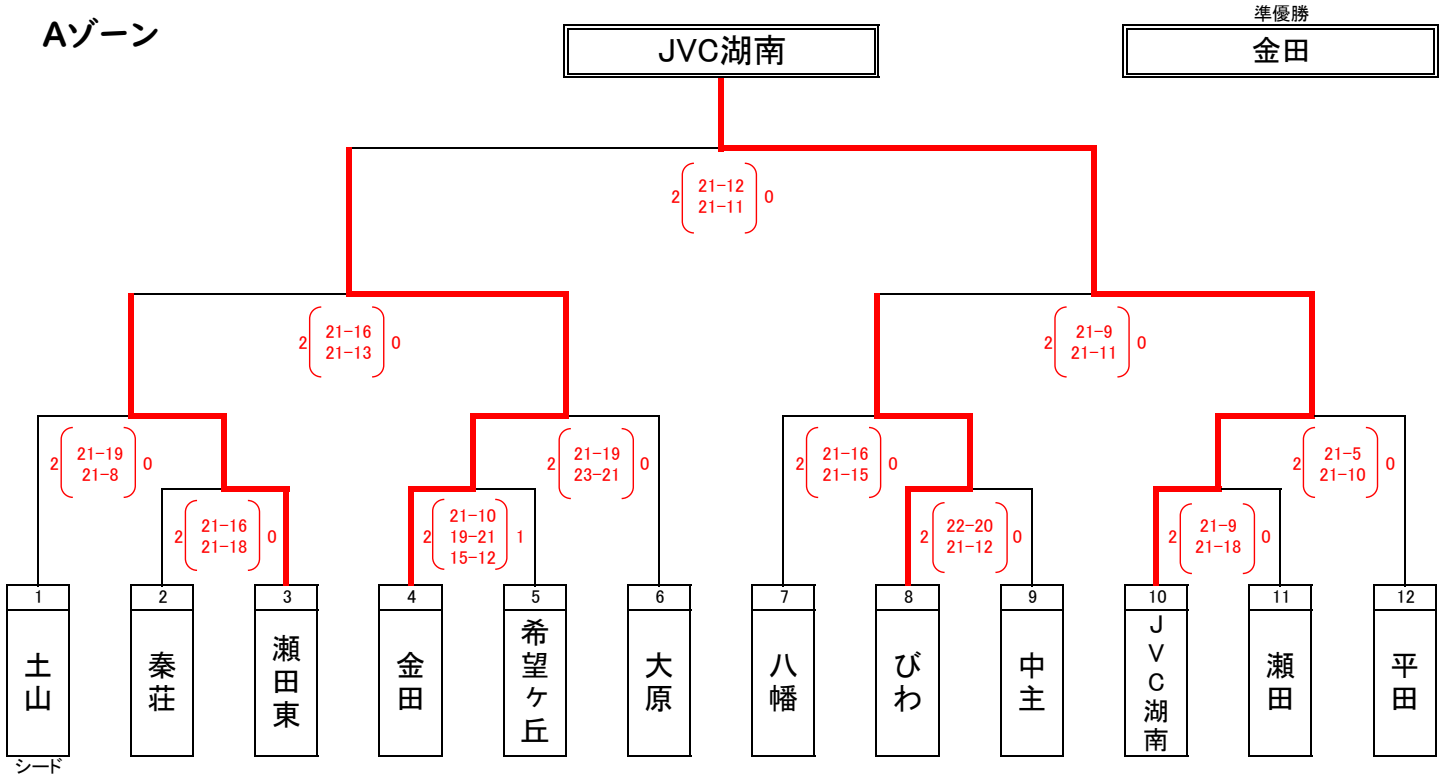 Aゾーン
準優勝
JVC湖南
金田
21-12
2 0
21-11
21-16
2 0
21-13
21-9
2 0
21-11
21-19
2 0
21-8
21-19
2 0
23-21
21-16
2 0
21-15
21-5
2 0
21-10
21-16
2 0
21-18
21-10
2 19-21 1
15-12
22-20
2 0
21-12
21-9
2 0
21-18
1 2 3 4 5 6 7 8 9 10 11 12
土山
秦荘
瀬田東
金田
希望ヶ丘
大原
八幡
びわ
中主
JVC湖南
瀬田
平田
シード